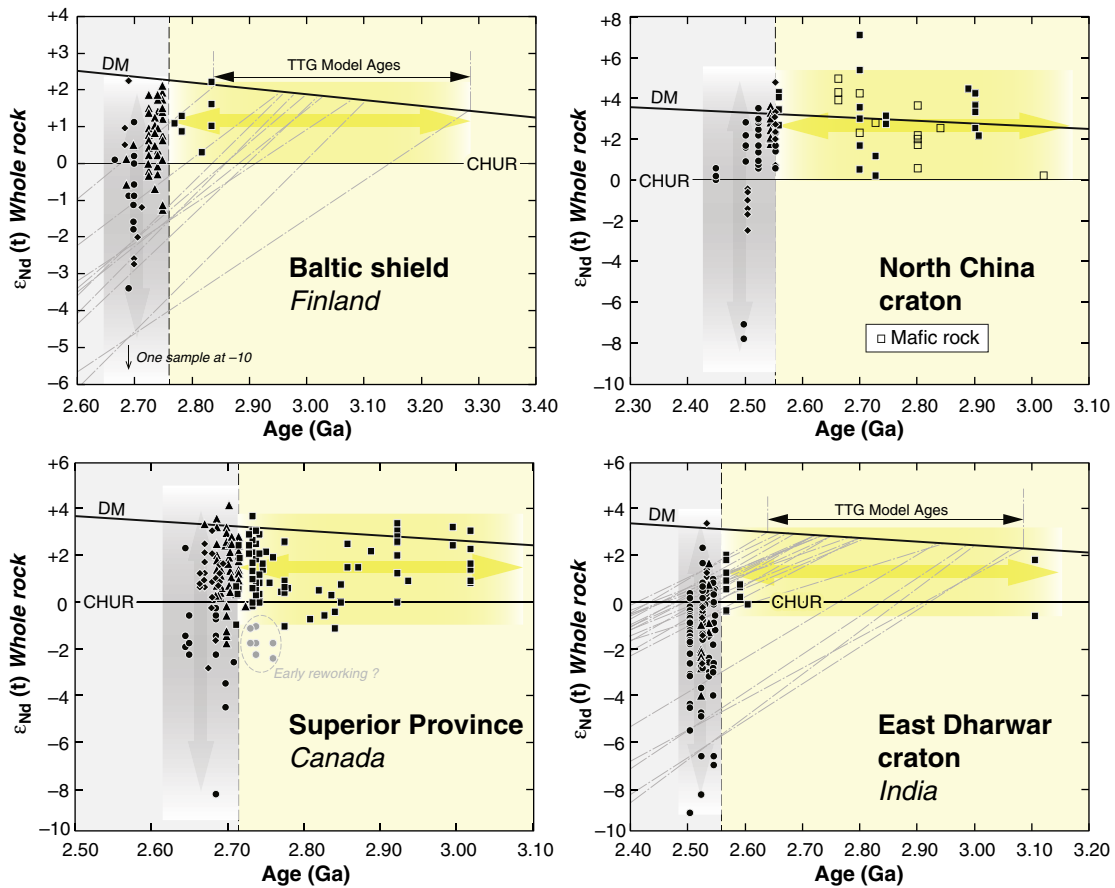 +4
+3
+2
+1
0
−1
−2
−3
−4
−5
−6
εNd (t) Whole rock
DM
TTG Model Ages
CHUR
Baltic shield
Finland
One sample at −10
2.60 2.70 2.80 2.90 3.00 3.10 3.20 3.30 3.40
Age (Ga)
+8
+6
+4
+2
0
−2
−4
−6
−8
−10
εNd (t) Whole rock
DM
CHUR
North China
craton
Mafic rock
2.30 2.40 2.50 2.60 2.70 2.80 2.90 3.00 3.10
Age (Ga)
+6
+4
+2
0
−2
−4
−6
−8
−10
εNd (t) Whole rock
DM
CHUR
Early reworking ?
Superior Province
Canada
2.50 2.60 2.70 2.80 2.90 3.00 3.10
Age (Ga)
+6
+4
+2
0
−2
−4
−6
−8
−10
εNd (t) Whole rock
DM
TTG Model Ages
CHUR
East Dharwar
craton
India
2.40 2.50 2.60 2.70 2.80 2.90 3.00 3.10 3.20
Age (Ga)